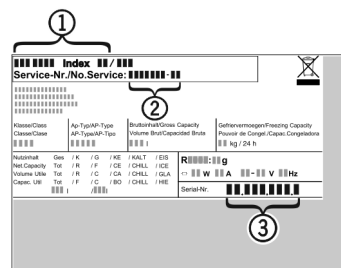 1
Index /
Service-Nr./No.Service: -
2
Klasse/Class
Classe/Clase
Ap-Typ/AP-Type
AP-Type/AP-Tipo
Bruttoinhalt/Gross Capacity
Volume Brut/Capacidad Bruta
l
Gefriervermoegen/Freezing Capacity
Pouvoir de Congel./Capac.Congeladora
kg / 24 h
Nutzinhalt Ges / K / G / KE / KALT / EIS
Net.Capacity Tot / R / F / CE / CHILL / ICE
Volume Utile Tot / R / C / CA / CHILL / GLA
Capac. Util Tot / F / C / BO / CHILL / HIE
l / l
R : g
W A - V Hz
Serial-Nr. . . .
3